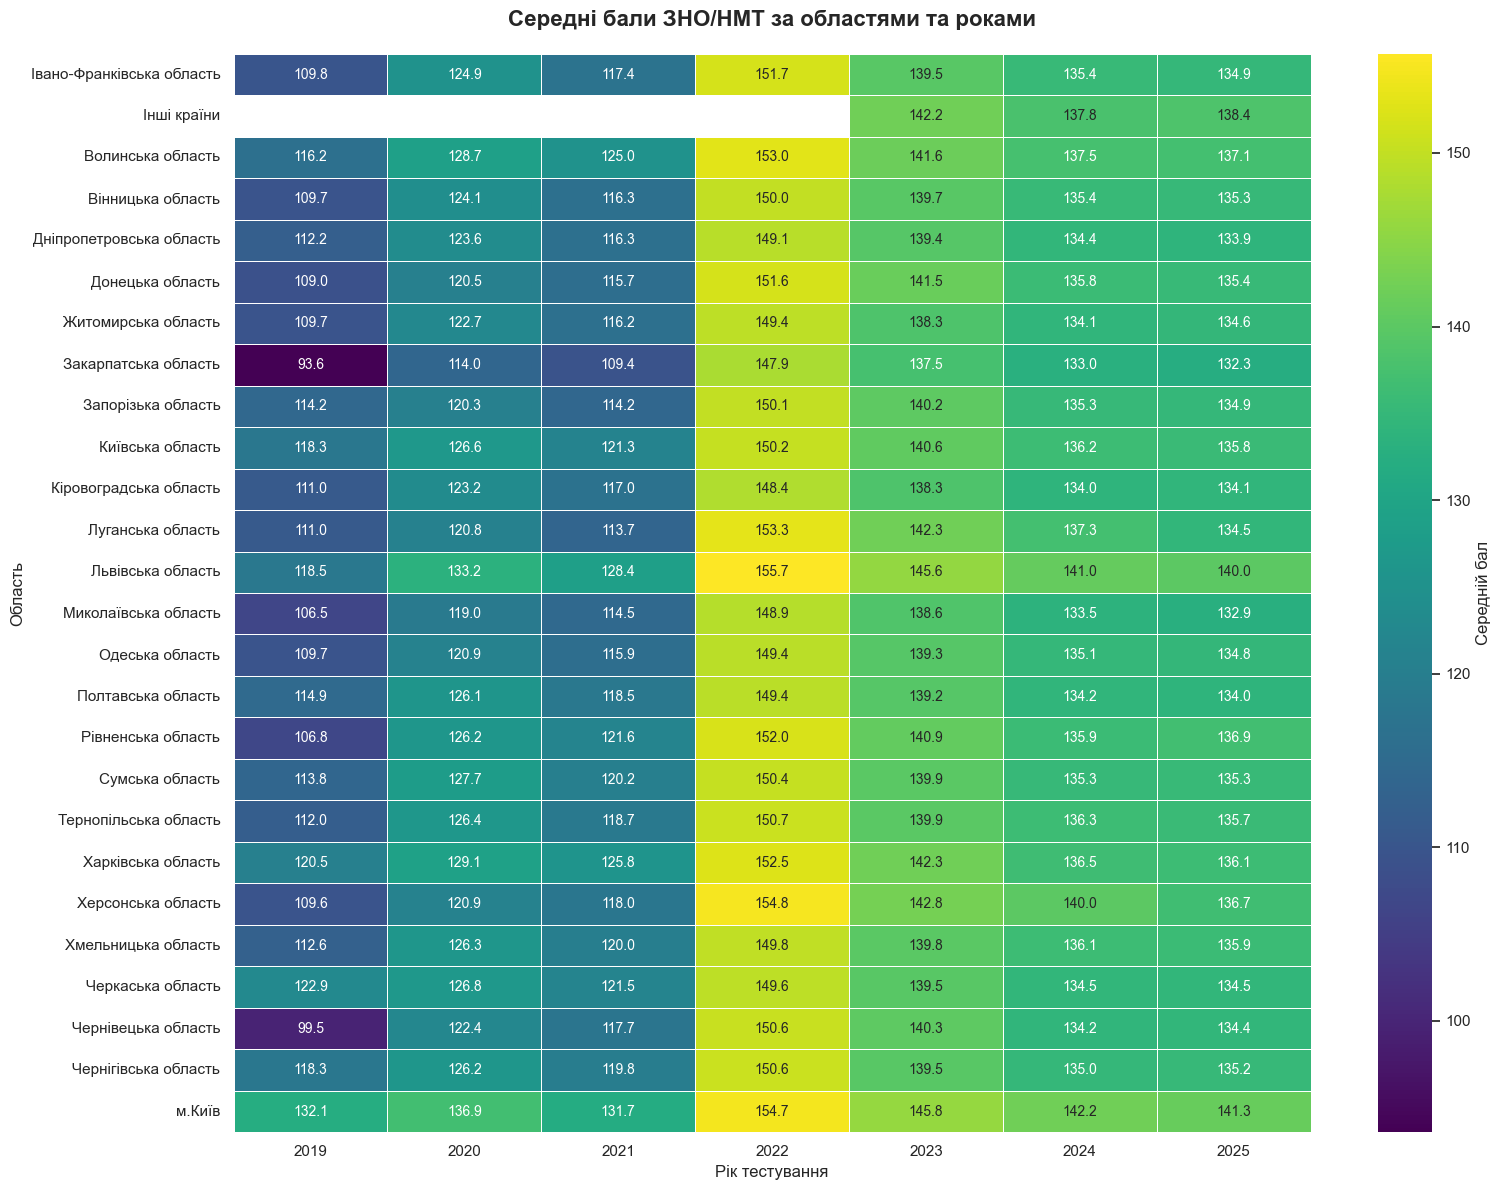 Середні бали ЗНО/НМТ за областями та роками
Область
Івано-Франківська область 109.8 124.9 117.4 151.7 139.5 135.4 134.9
Інші країни 142.2 137.8 138.4
Волинська область 116.2 128.7 125.0 153.0 141.6 137.5 137.1
Вінницька область 109.7 124.1 116.3 150.0 139.7 135.4 135.3
Дніпропетровська область 112.2 123.6 116.3 149.1 139.4 134.4 133.9
Донецька область 109.0 120.5 115.7 151.6 141.5 135.8 135.4
Житомирська область 109.7 122.7 116.2 149.4 138.3 134.1 134.6
Закарпатська область 93.6 114.0 109.4 147.9 137.5 133.0 132.3
Запорізька область 114.2 120.3 114.2 150.1 140.2 135.3 134.9
Київська область 118.3 126.6 121.3 150.2 140.6 136.2 135.8
Кіровоградська область 111.0 123.2 117.0 148.4 138.3 134.0 134.1
Луганська область 111.0 120.8 113.7 153.3 142.3 137.3 134.5
Львівська область 118.5 133.2 128.4 155.7 145.6 141.0 140.0
Миколаївська область 106.5 119.0 114.5 148.9 138.6 133.5 132.9
Одеська область 109.7 120.9 115.9 149.4 139.3 135.1 134.8
Полтавська область 114.9 126.1 118.5 149.4 139.2 134.2 134.0
Рівненська область 106.8 126.2 121.6 152.0 140.9 135.9 136.9
Сумська область 113.8 127.7 120.2 150.4 139.9 135.3 135.3
Тернопільська область 112.0 126.4 118.7 150.7 139.9 136.3 135.7
Харківська область 120.5 129.1 125.8 152.5 142.3 136.5 136.1
Херсонська область 109.6 120.9 118.0 154.8 142.8 140.0 136.7
Хмельницька область 112.6 126.3 120.0 149.8 139.8 136.1 135.9
Черкаська область 122.9 126.8 121.5 149.6 139.5 134.5 134.5
Чернівецька область 99.5 122.4 117.7 150.6 140.3 134.2 134.4
Чернігівська область 118.3 126.2 119.8 150.6 139.5 135.0 135.2
м.Київ 132.1 136.9 131.7 154.7 145.8 142.2 141.3
2019 2020 2021 2022 2023 2024 2025
Рік тестування
150
140
130
120
110
100
Середній бал